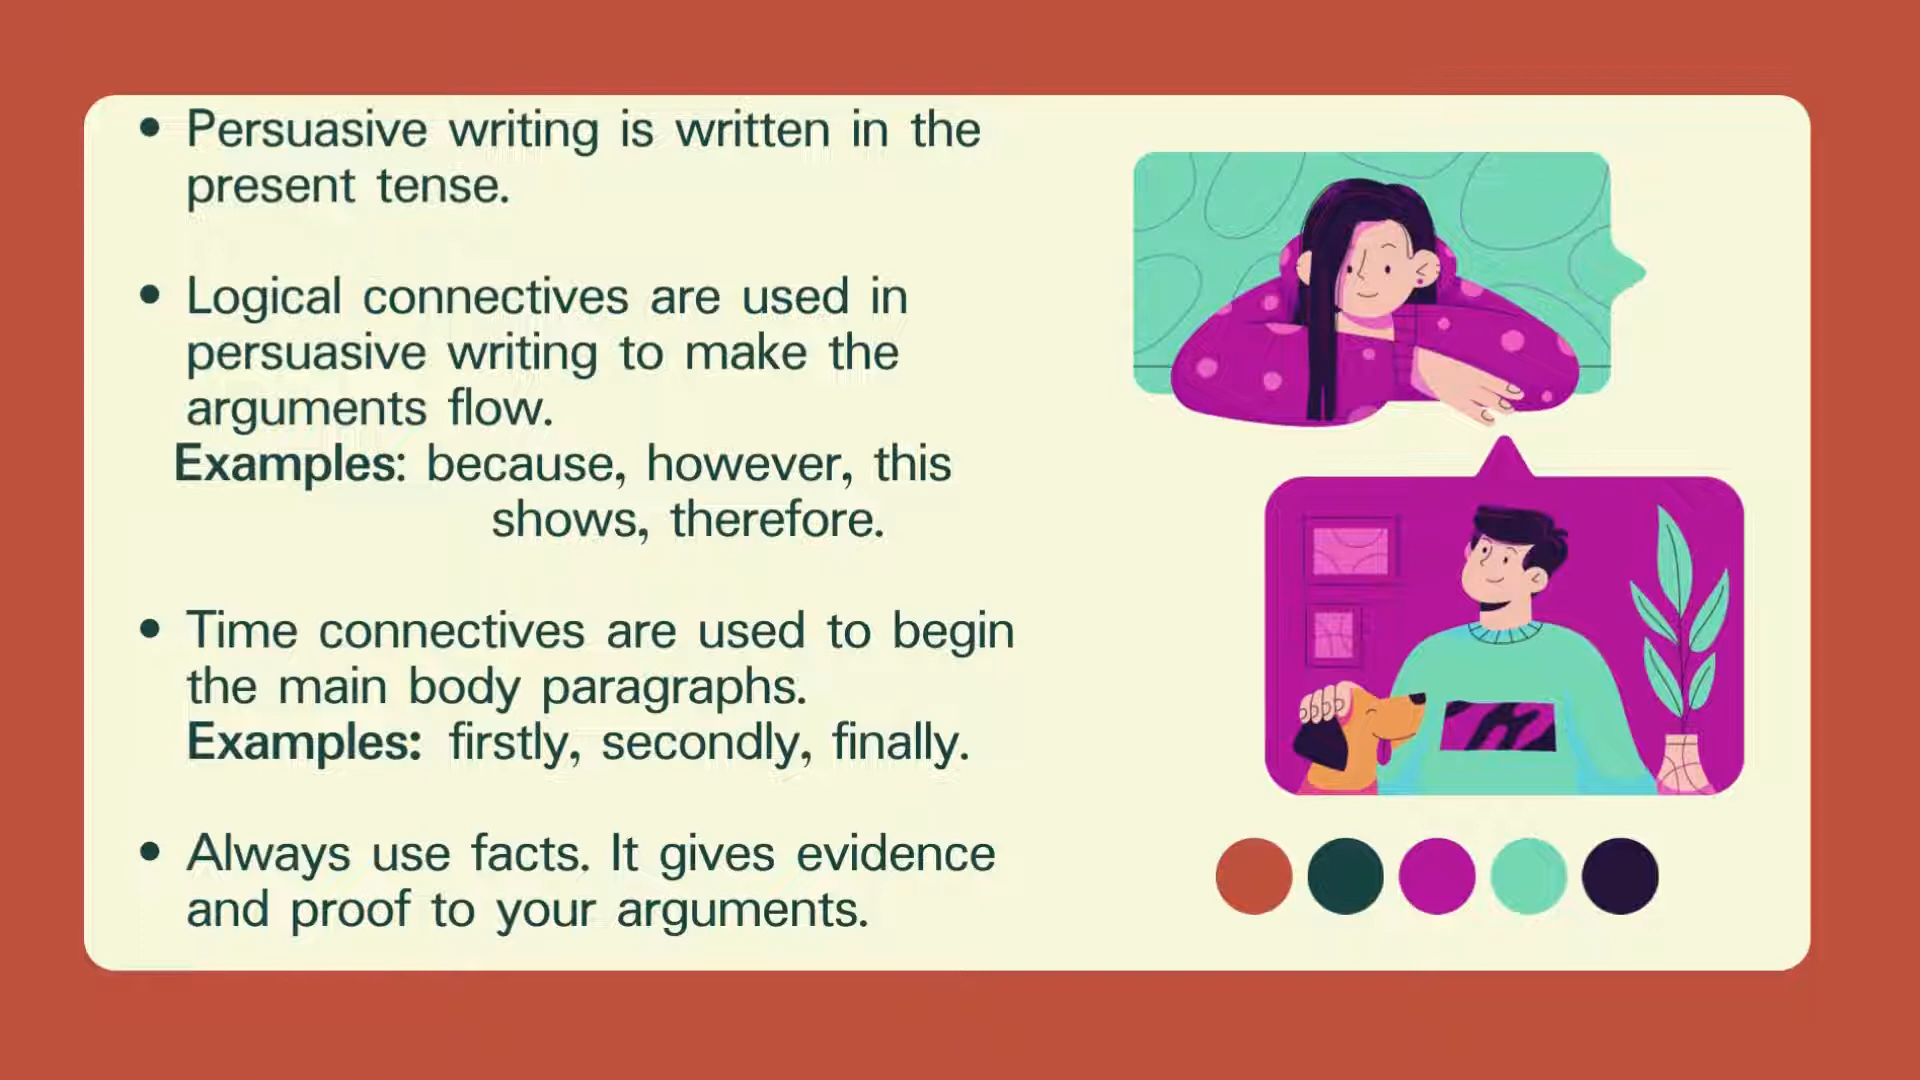 • Persuasive writing is written in the
present tense.
• Logical connectives are used in
persuasive writing to make the
arguments flow.
Examples: because, however, this
shows, therefore.
• Time connectives are used to begin
the main body paragraphs.
Examples: firstly, secondly, finally.
• Always use facts. It gives evidence
and proof to your arguments.